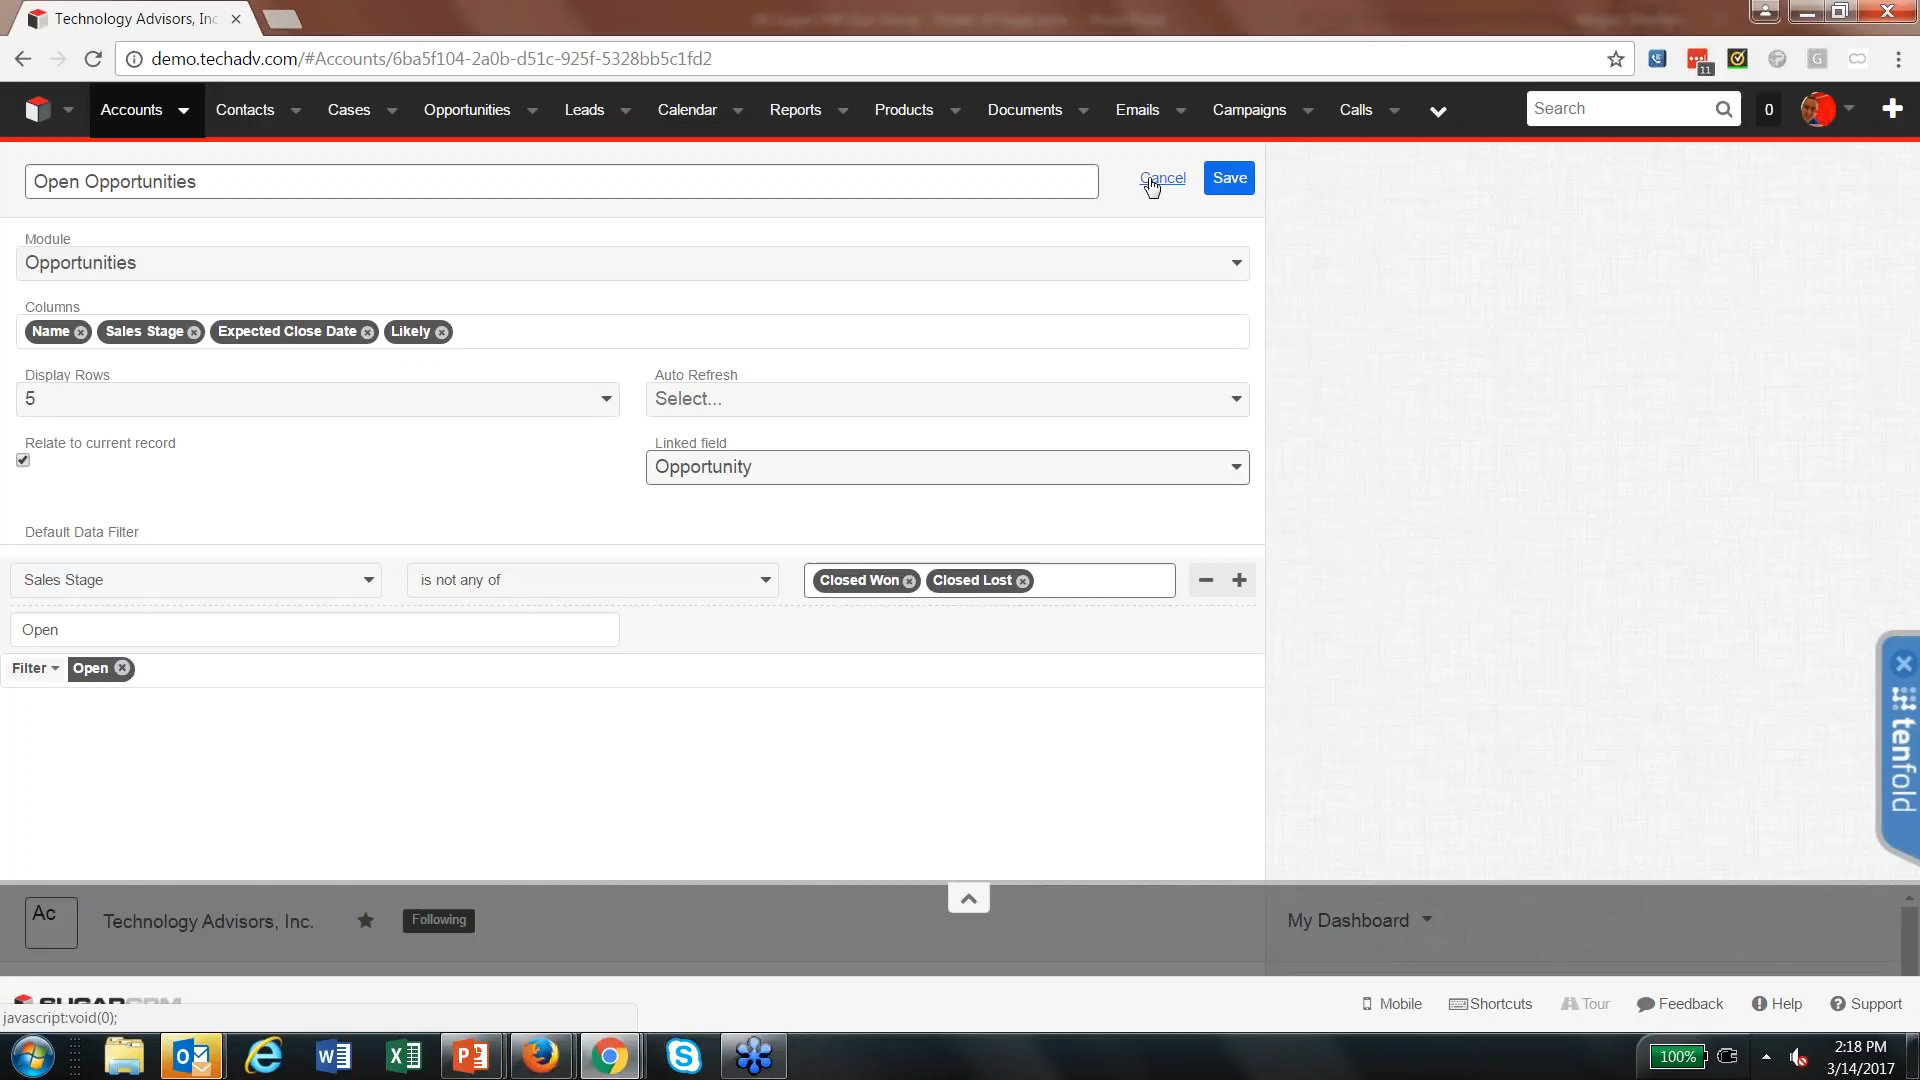 Technology Advisors, Inc
demo.techadv.com/#Accounts/6ba5f104-2a0b-d51c-925f-5328bb5c1fd2
11
G
Accounts Contacts Cases Opportunities Leads Calendar Reports Products Documents Emails Campaigns Calls Search 0
Open Opportunities Cancel Save
Module
Opportunities
Columns
Name Sales Stage Expected Close Date Likely
Display Rows Auto Refresh
5 Select...
Relate to current record Linked field
Opportunity
Default Data Filter
Sales Stage is not any of Closed Won Closed Lost
Open
Filter Open
tenfold
Ac Technology Advisors, Inc. Following My Dashboard
SUGARCRM Mobile Shortcuts Tour Feedback Help Support
javascript:void(0);
100% 2:18 PM
3/14/2017